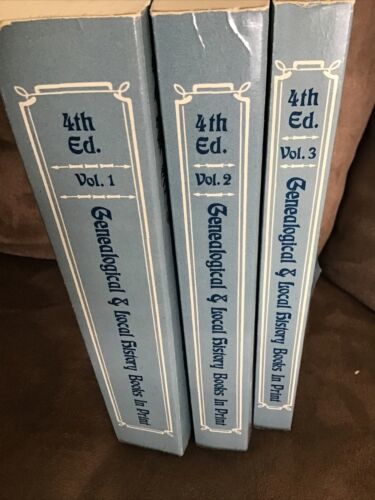 4th
Ed.
Vol. 1
Genealogical & Local History Books In Print
4th
Ed.
Vol. 2
Genealogical & Local History Books In Print
4th
Ed.
Vol. 3
Genealogical & Local History Books In Print